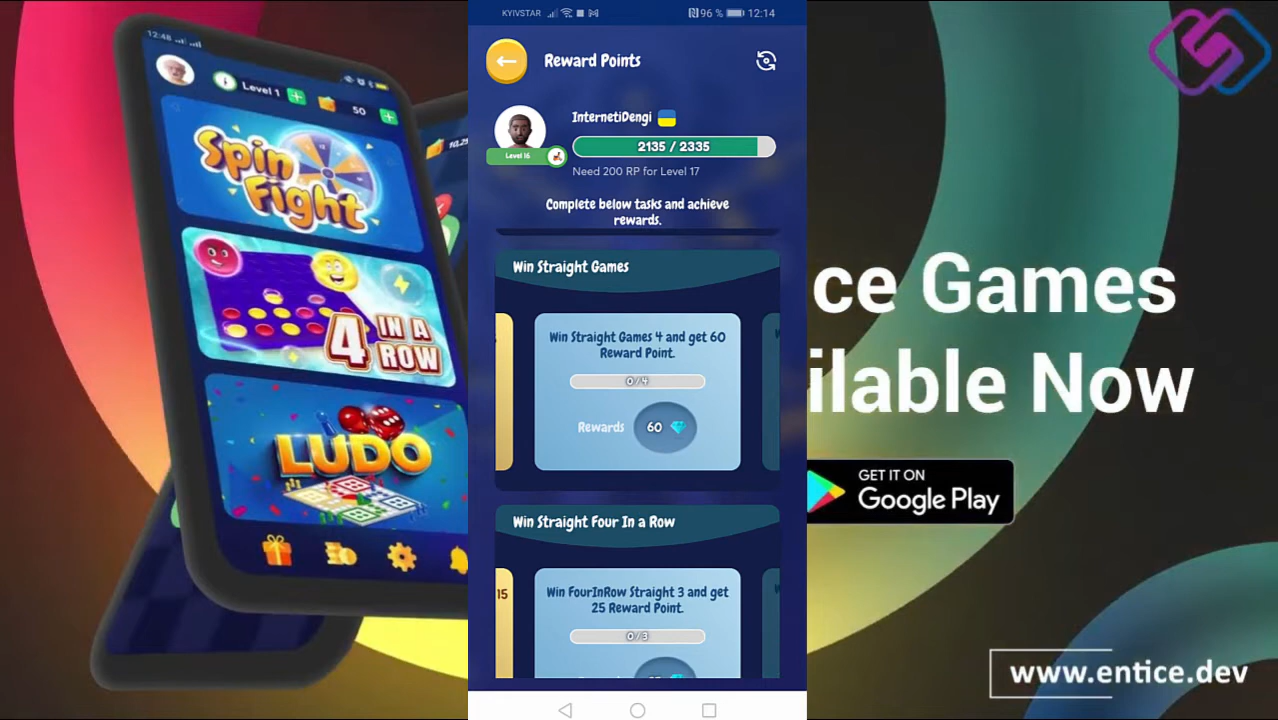 12:48
Level 1
50
Spin
Fight
4 IN A
ROW
LUDO
KYIVSTAR
96 %
12:14
Reward Points
InternetiDengi
Level 16
2135 / 2335
Need 200 RP for Level 17
Complete below tasks and achieve
rewards.
Win Straight Games
Win Straight Games 4 and get 60
Reward Point.
0/4
Rewards
60
Win Straight Four In a Row
15
Win FourInRow Straight 3 and get
25 Reward Point.
0/3
ce Games
ilable Now
GET IT ON
Google Play
www.entice.dev